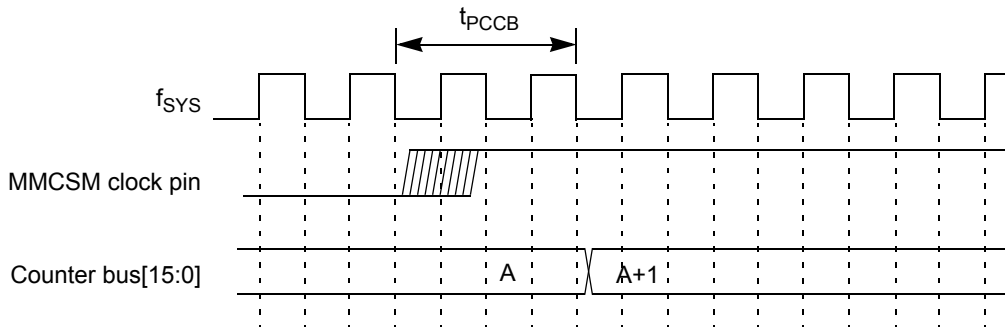 tPCCB
fSYS
MMCSM clock pin
Counter bus[15:0]
A
A+1